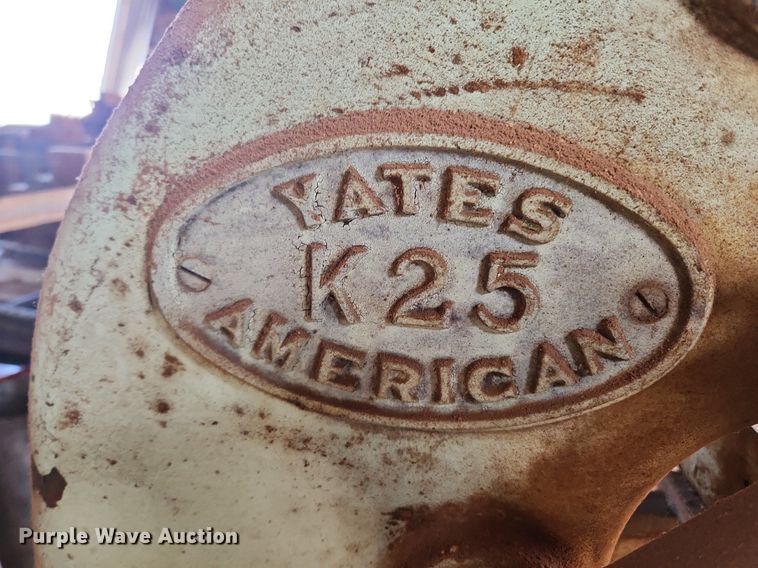 YATES
K25
AMERICAN
Purple Wave Auction